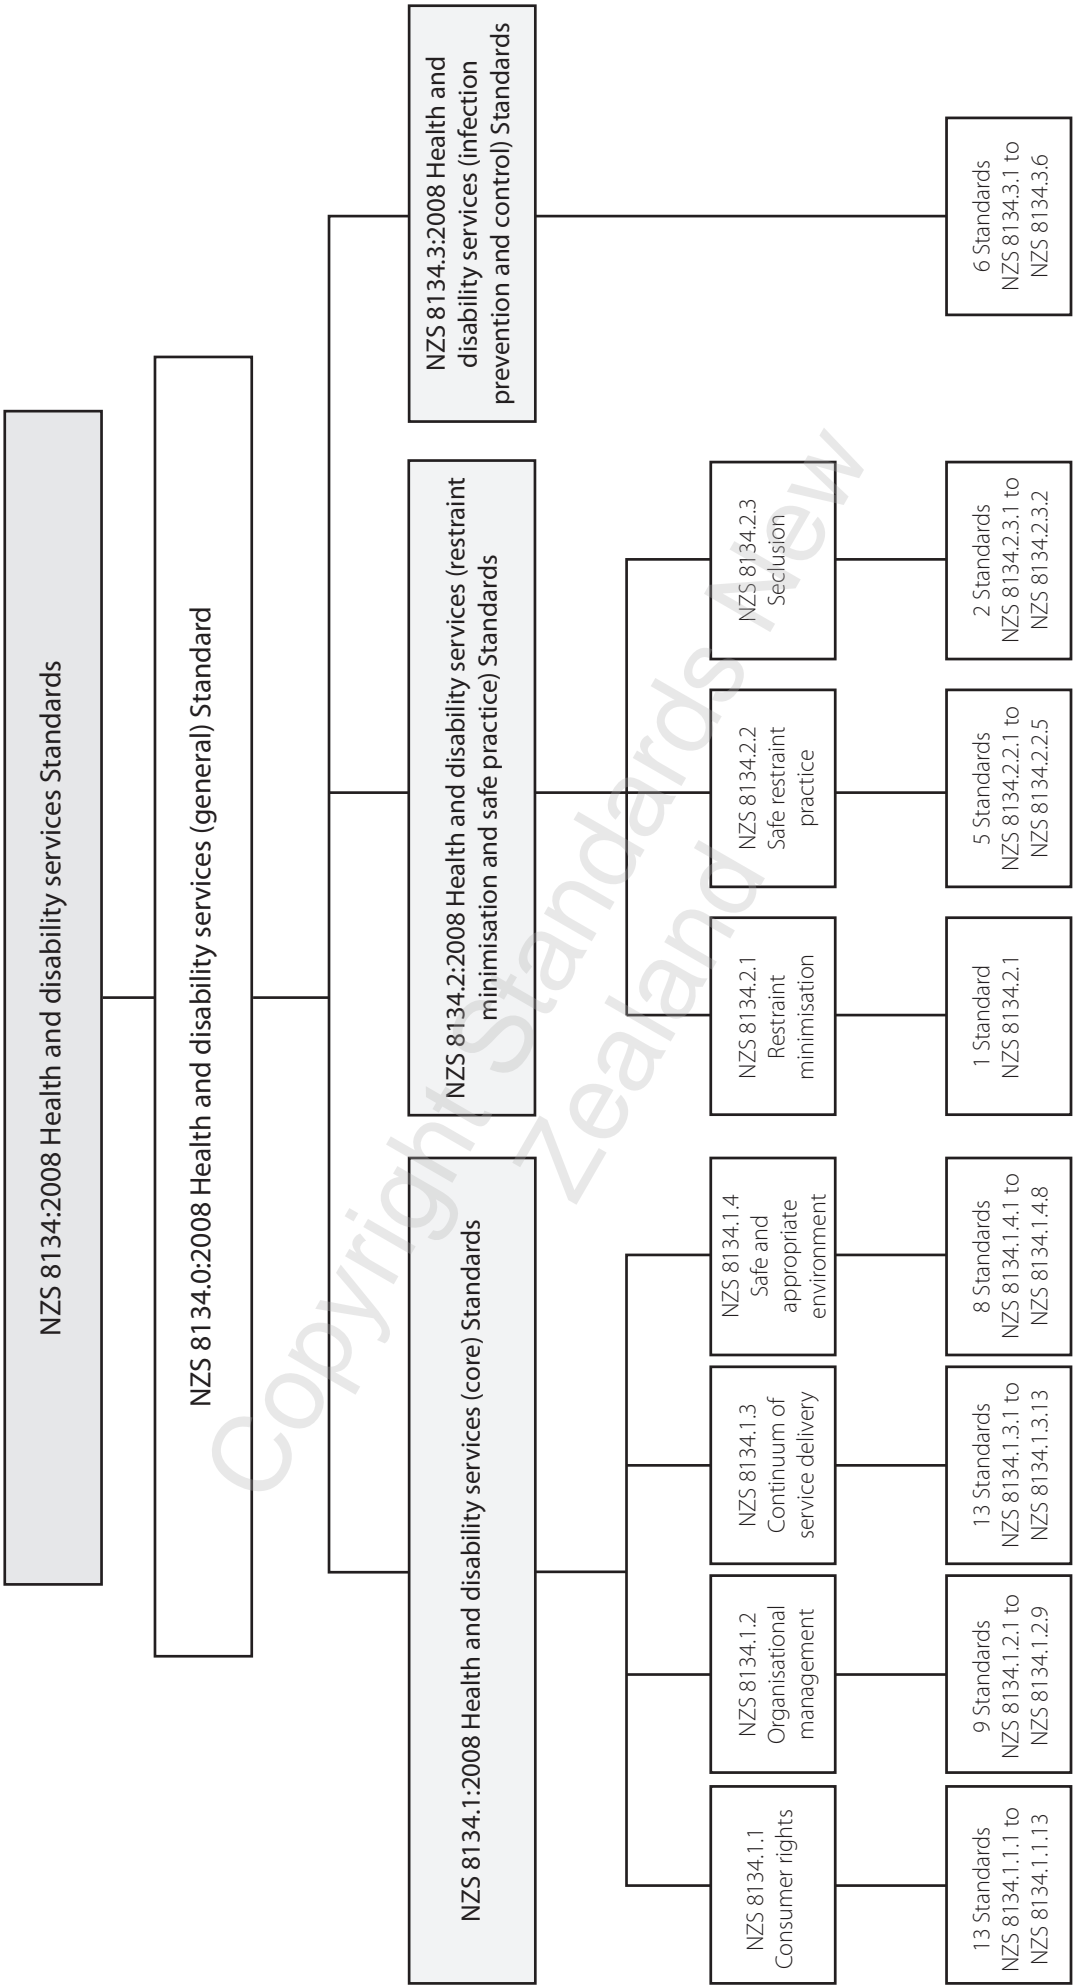 NZS 8134:2008 Health and disability services Standards
NZS 8134.0:2008 Health and disability services (general) Standard
NZS 8134.1:2008 Health and disability services (core) Standards
NZS 8134.2:2008 Health and disability services (restraint
minimisation and safe practice) Standards
NZS 8134.3:2008 Health and
disability services (infection
prevention and control) Standards
NZS 8134.1.1
Consumer rights
NZS 8134.1.2
Organisational
management
NZS 8134.1.3
Continuum of
service delivery
NZS 8134.1.4
Safe and
appropriate
environment
NZS 8134.2.1
Restraint
minimisation
NZS 8134.2.2
Safe restraint
practice
NZS 8134.2.3
Seclusion
13 Standards
NZS 8134.1.1.1 to
NZS 8134.1.1.13
9 Standards
NZS 8134.1.2.1 to
NZS 8134.1.2.9
13 Standards
NZS 8134.1.3.1 to
NZS 8134.1.3.13
8 Standards
NZS 8134.1.4.1 to
NZS 8134.1.4.8
1 Standard
NZS 8134.2.1
5 Standards
NZS 8134.2.2.1 to
NZS 8134.2.2.5
2 Standards
NZS 8134.2.3.1 to
NZS 8134.2.3.2
6 Standards
NZS 8134.3.1 to
NZS 8134.3.6
Copyright Standards New
Zealand